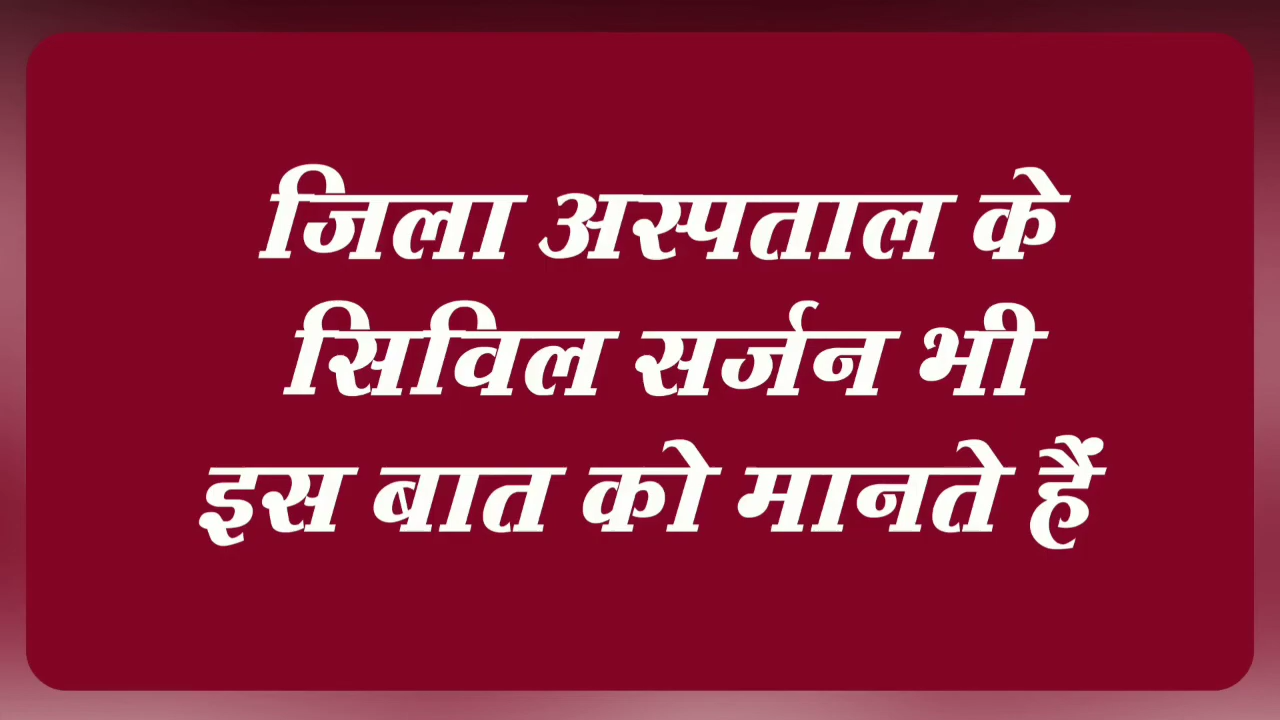 जिला अस्पताल के
सिविल सर्जन भी
इस बात को मानते हैं